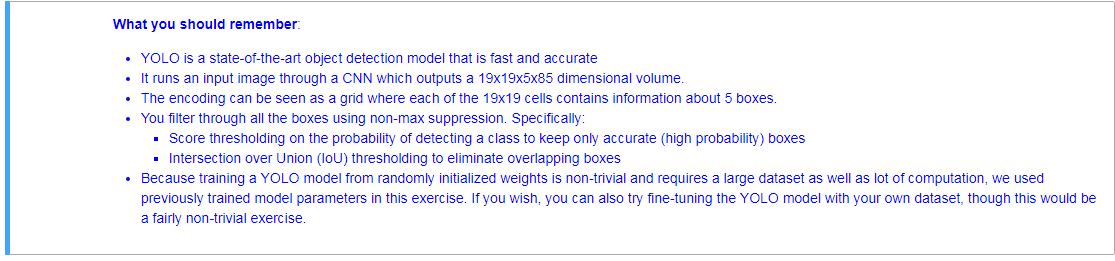 What you should remember:
• YOLO is a state-of-the-art object detection model that is fast and accurate
• It runs an input image through a CNN which outputs a 19x19x5x85 dimensional volume.
• The encoding can be seen as a grid where each of the 19x19 cells contains information about 5 boxes.
• You filter through all the boxes using non-max suppression. Specifically:
▪ Score thresholding on the probability of detecting a class to keep only accurate (high probability) boxes
▪ Intersection over Union (IoU) thresholding to eliminate overlapping boxes
• Because training a YOLO model from randomly initialized weights is non-trivial and requires a large dataset as well as lot of computation, we used
previously trained model parameters in this exercise. If you wish, you can also try fine-tuning the YOLO model with your own dataset, though this would be
a fairly non-trivial exercise.